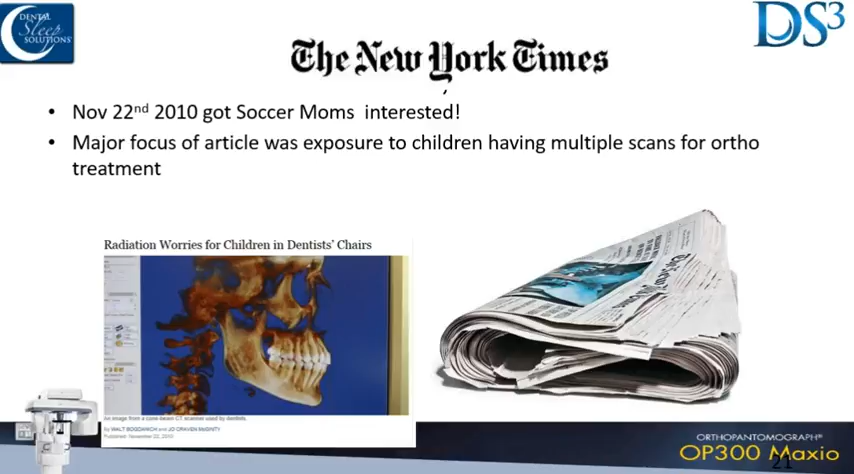 DENTAL
Sleep
SOLUTIONS
DS3
The New York Times
,
• Nov 22nd 2010 got Soccer Moms interested!
• Major focus of article was exposure to children having multiple scans for ortho
treatment
Radiation Worries for Children in Dentists' Chairs
An image from a cone-beam CT scanner used by dentists.
By WALT BOGDANICH and JO CRAVEN McGINTY
Published: November 22, 2010
ORTHOPANTOMOGRAPH®
OP300 Maxio
21